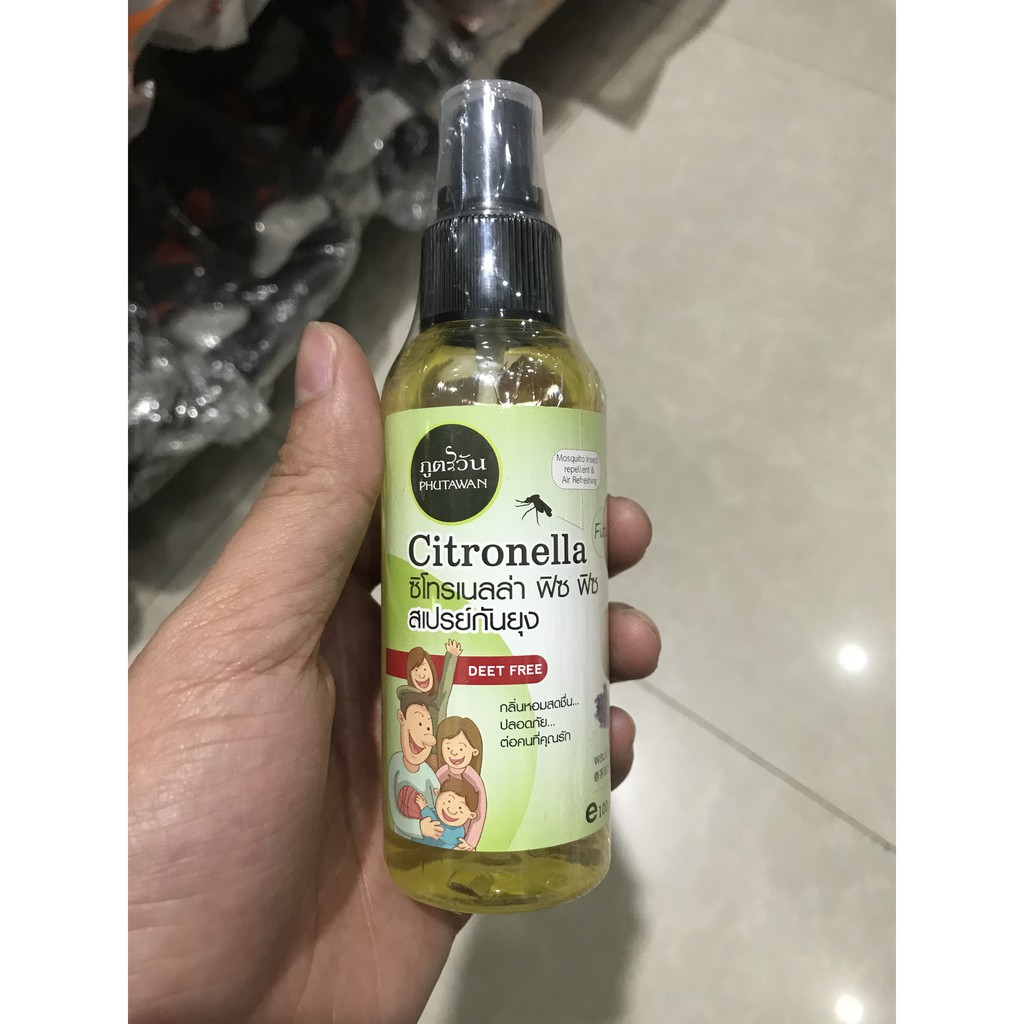 ภูตะวัน
PHUTAWAN
Mosquito insect
repellent &
Air Refreshing
Citronella
ซิโทรเนลล่า ฟิซ ฟิซ
สเปรย์กันยุง
DEET FREE
กลิ่นหอมสดชื่น...
ปลอดภัย...
ต่อคนที่คุณรัก
e100